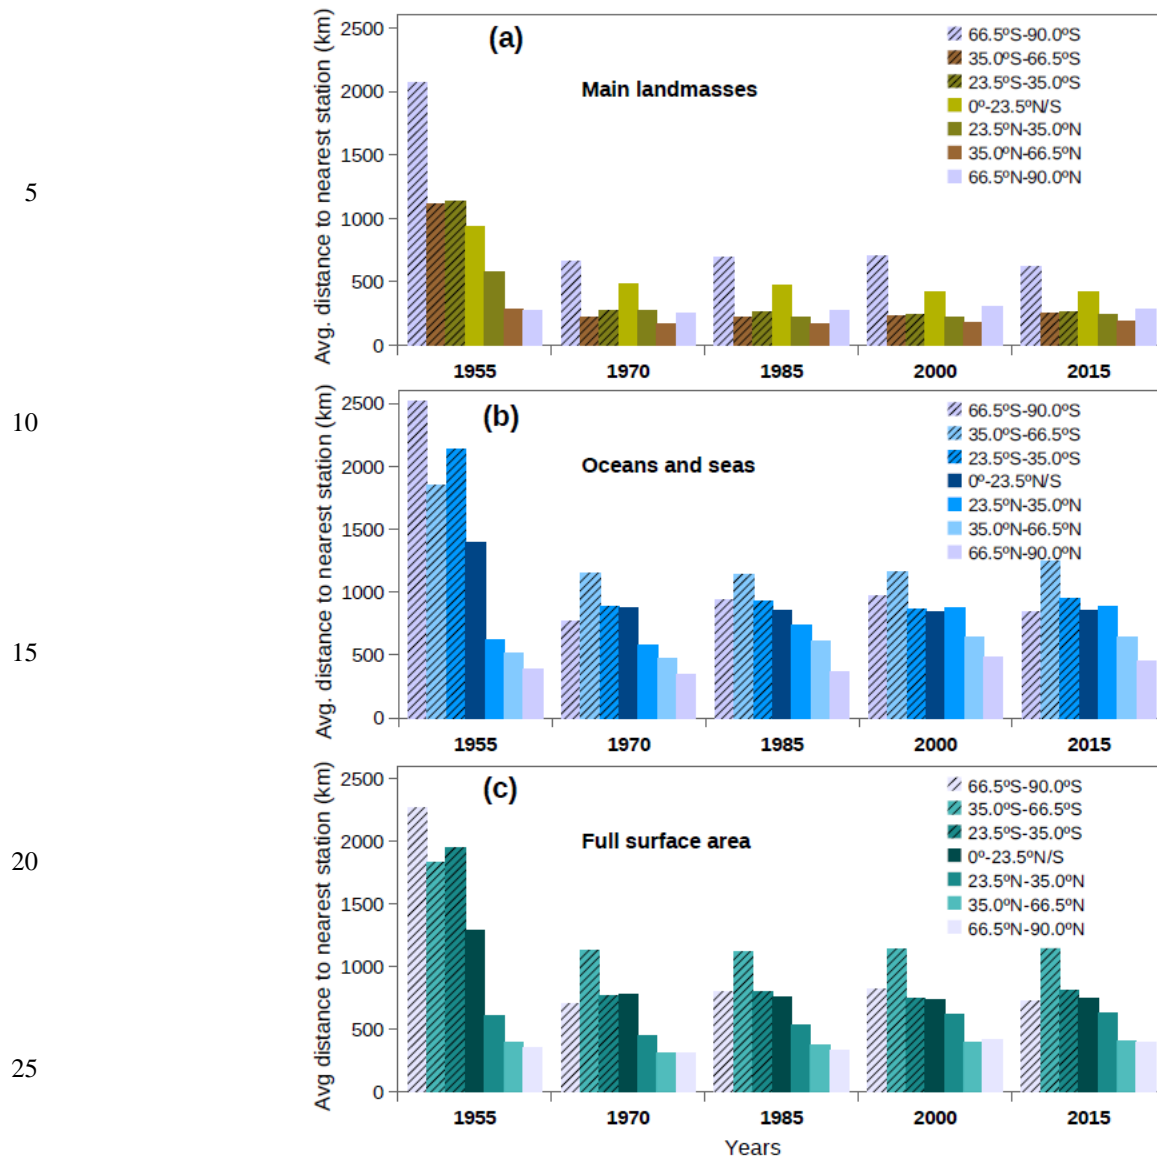 (a)
Main landmasses
Avg. distance to nearest station (km)
2500
2000
1500
1000
500
0
66.5ºS-90.0ºS
35.0ºS-66.5ºS
23.5ºS-35.0ºS
0º-23.5ºN/S
23.5ºN-35.0ºN
35.0ºN-66.5ºN
66.5ºN-90.0ºN
1955 1970 1985 2000 2015
5
(b)
Oceans and seas
Avg. distance to nearest station (km)
2500
2000
1500
1000
500
0
66.5ºS-90.0ºS
35.0ºS-66.5ºS
23.5ºS-35.0ºS
0º-23.5ºN/S
23.5ºN-35.0ºN
35.0ºN-66.5ºN
66.5ºN-90.0ºN
1955 1970 1985 2000 2015
10
15
(c)
Full surface area
Avg distance to nearest station (km)
2500
2000
1500
1000
500
0
66.5ºS-90.0ºS
35.0ºS-66.5ºS
23.5ºS-35.0ºS
0º-23.5ºN/S
23.5ºN-35.0ºN
35.0ºN-66.5ºN
66.5ºN-90.0ºN
1955 1970 1985 2000 2015
Years
20
25